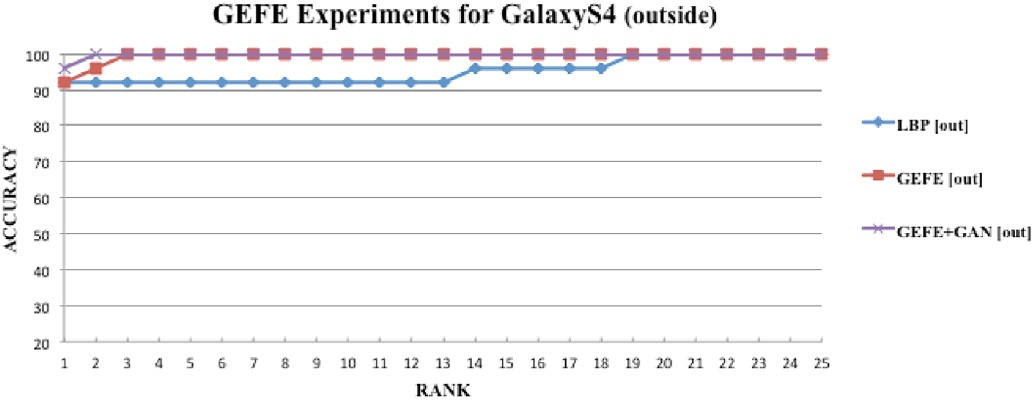 GEFE Experiments for GalaxyS4 (outside)
100
90
80
70
60
50
40
30
20
ACCURACY
1 2 3 4 5 6 7 8 9 10 11 12 13 14 15 16 17 18 19 20 21 22 23 24 25
RANK
LBP [out]
GEFE [out]
GEFE+GAN [out]